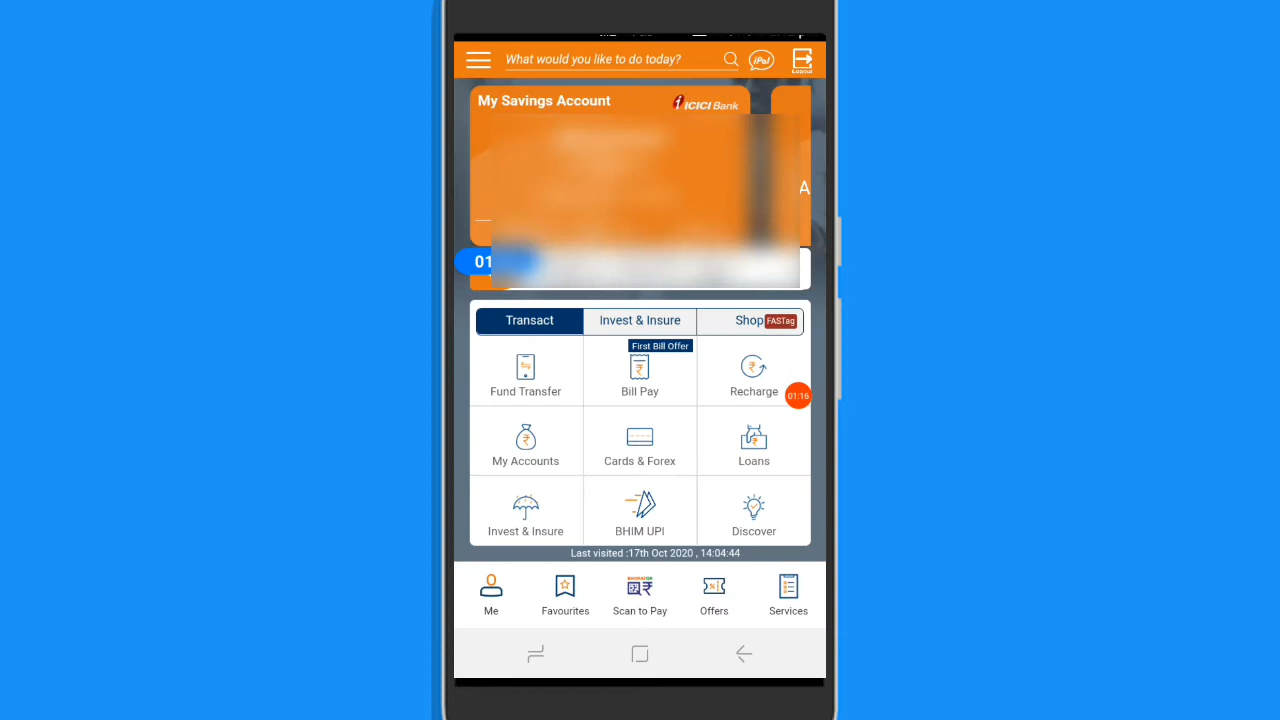 What would you like to do today?
iPal
Logout
My Savings Account
ICICI Bank
A
01
Transact
Invest & Insure
Shop
FASTag
First Bill Offer
Fund Transfer
Bill Pay
Recharge
01:16
My Accounts
Cards & Forex
Loans
Invest & Insure
BHIM UPI
Discover
Last visited :17th Oct 2020 , 14:04:44
Me
Favourites
Scan to Pay
Offers
Services